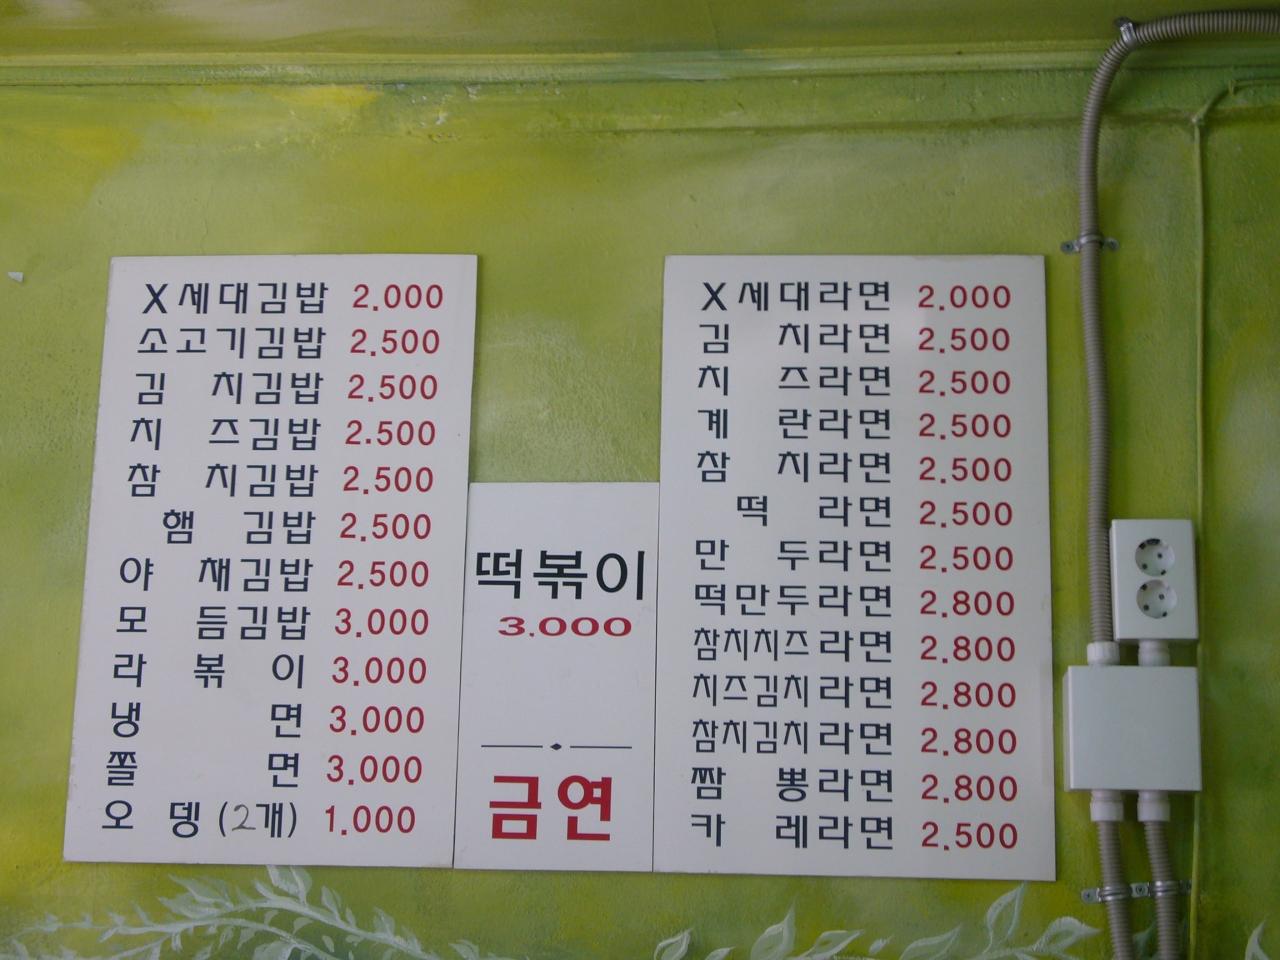 X세대김밥 2.000
소고기김밥 2.500
김치김밥 2.500
치즈김밥 2.500
참치김밥 2.500
햄김밥 2.500
야채김밥 2.500
모듬김밥 3.000
라볶이 3.000
냉면 3.000
쫄면 3.000
오뎅(2개) 1.000
떡볶이
3.000
금연
X세대라면 2.000
김치라면 2.500
치즈라면 2.500
계란라면 2.500
참치라면 2.500
떡라면 2.500
만두라면 2.500
떡만두라면 2.800
참치치즈라면 2.800
치즈김치라면 2.800
참치김치라면 2.800
짬뽕라면 2.800
카레라면 2.500